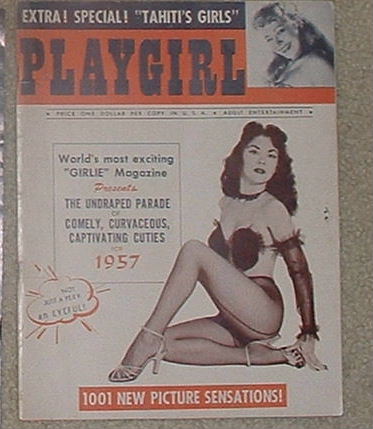 EXTRA! SPECIAL! "TAHITI'S GIRLS"
PLAYGIRL
★ PRICE ONE DOLLAR PER COPY IN U. S. A. ★ ADULT ENTERTAINMENT ★
World's most exciting
"GIRLIE" Magazine
Presents
THE UNDRAPED PARADE
OF
COMELY, CURVACEOUS,
CAPTIVATING CUTIES
FOR
1957
NOT
JUST A PEEK
AN EYEFULL
1001 NEW PICTURE SENSATIONS!